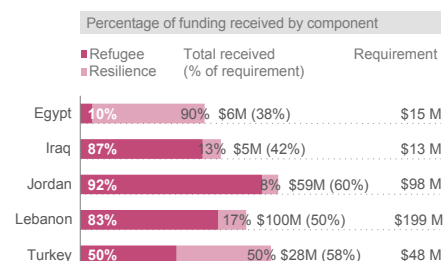 Percentage of funding received by component
Refugee Total received Requirement
Resilience (% of requirement)
Egypt 10% 90% $6M (38%) $15 M
Iraq 87% 13% $5M (42%) $13 M
Jordan 92% 8% $59M (60%) $98 M
Lebanon 83% 17% $100M (50%) $199 M
Turkey 50% 50% $28M (58%) $48 M